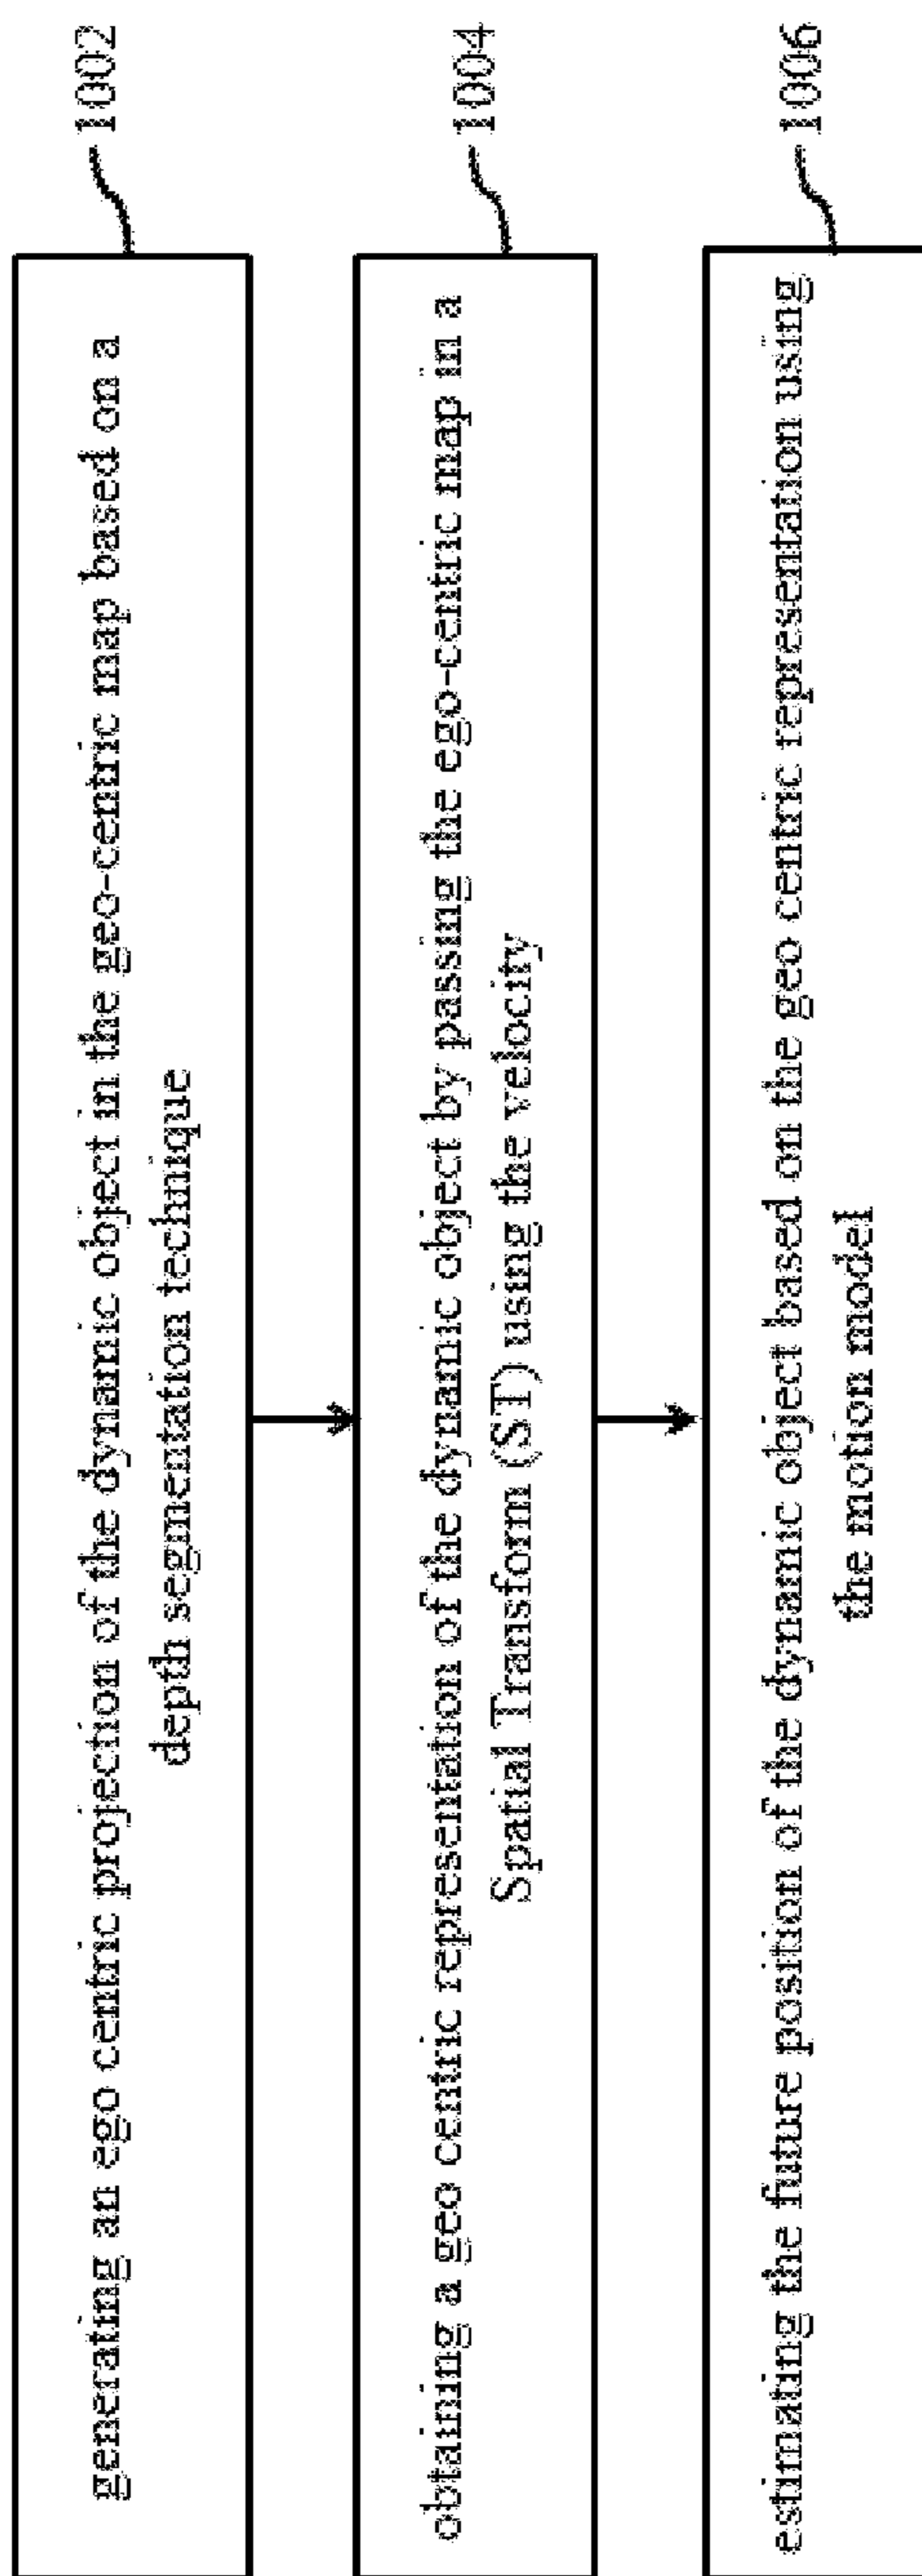 generating an ego centric projection of the dynamic object in the geo-centric map based on a
depth segmentation technique
1002
obtaining a geo centric representation of the dynamic object by passing the ego-centric map in a
Spatial Transform (ST) using the velocity
1004
estimating the future position of the dynamic object based on the geo centric representation using
the motion model
1006